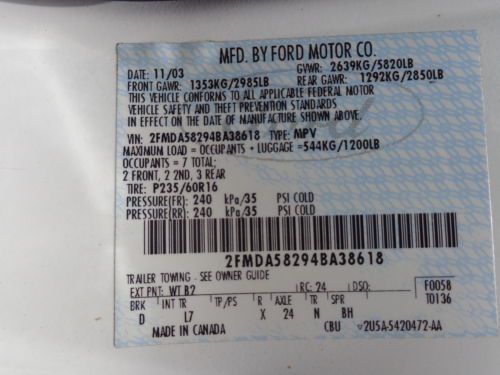 MFD. BY FORD MOTOR CO.
DATE: 11/03 GVWR: 2639KG/5820LB
FRONT GAWR: 1353KG/2985LB REAR GAWR: 1292KG/2850LB
THIS VEHICLE CONFORMS TO ALL APPLICABLE FEDERAL MOTOR
VEHICLE SAFETY AND THEFT PREVENTION STANDARDS
IN EFFECT ON THE DATE OF MANUFACTURE SHOWN ABOVE.
VIN: 2FMDA58294BA38618 TYPE: MPV
MAXIMUM LOAD = OCCUPANTS + LUGGAGE =544KG/1200LB
OCCUPANTS = 7 TOTAL;
2 FRONT, 2 2ND, 3 REAR
TIRE: P235/60R16
PRESSURE(FR): 240 kPa/35 PSI COLD
PRESSURE(RR): 240 kPa/35 PSI COLD
2FMDA58294BA38618
TRAILER TOWING - SEE OWNER GUIDE
EXT PNT: WT B2 RC: 24 DSO: F0058
BRK INT TR TP/PS R AXLE TR SPR T0136
D L7 X 24 N BH
MADE IN CANADA CBU 2U5A-5420472-AA